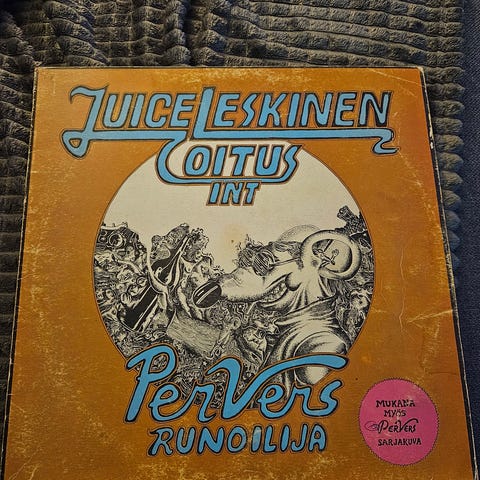 JUICE LESKINEN
COITUS
INT
PerVers
RUNOILIJA
MUKANA
MYÖS
PERVERS
SARJAKUVA